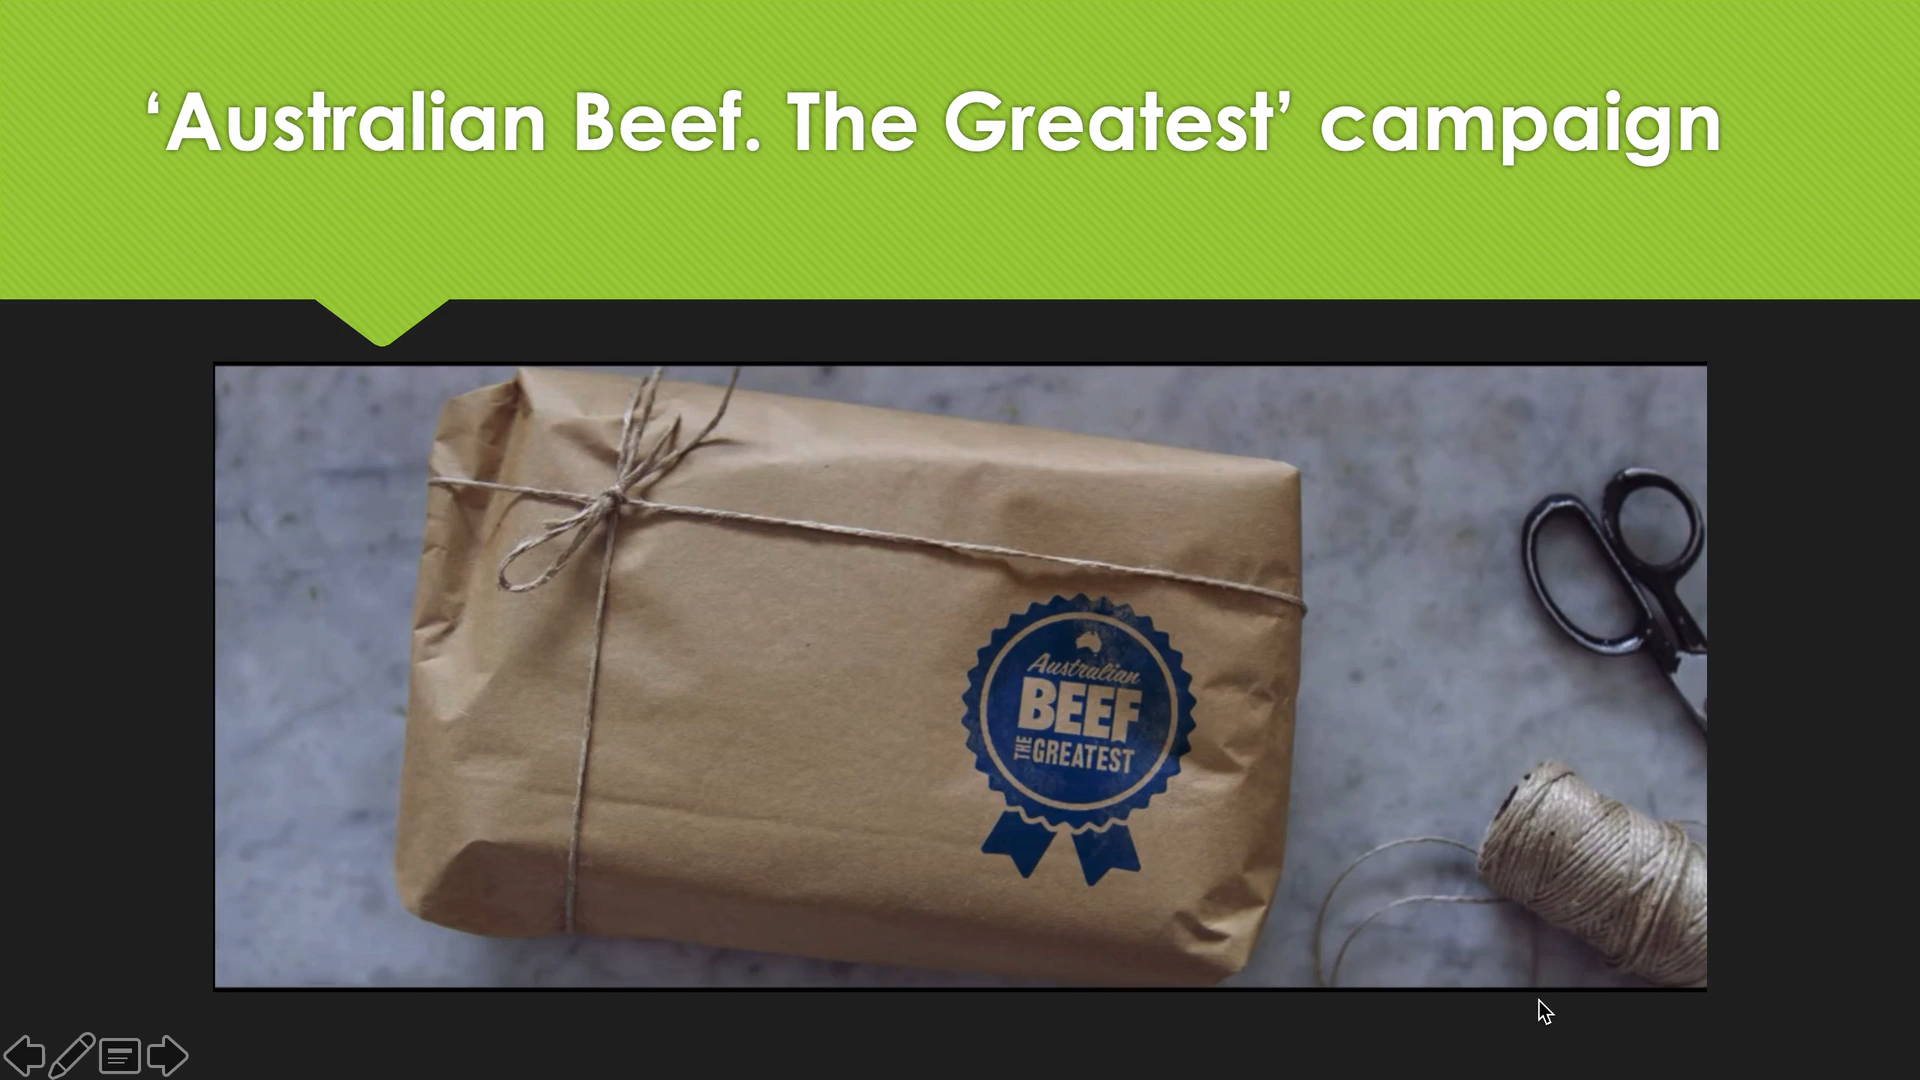 ‘Australian Beef. The Greatest’ campaign
Australian
BEEF
THE GREATEST